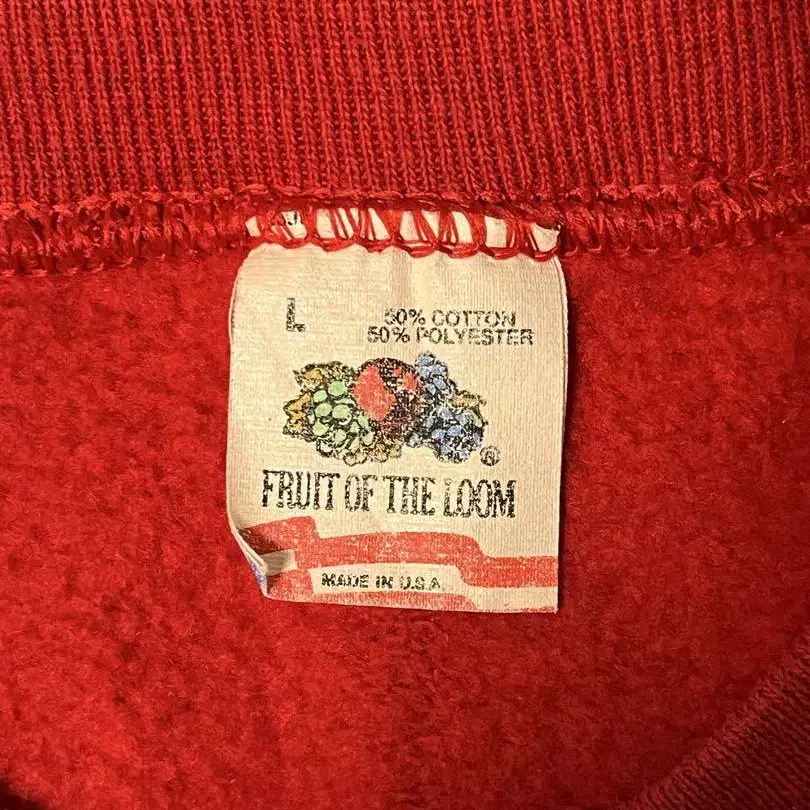 L
50% COTTON
50% POLYESTER
®
FRUIT OF THE LOOM
MADE IN U.S.A.